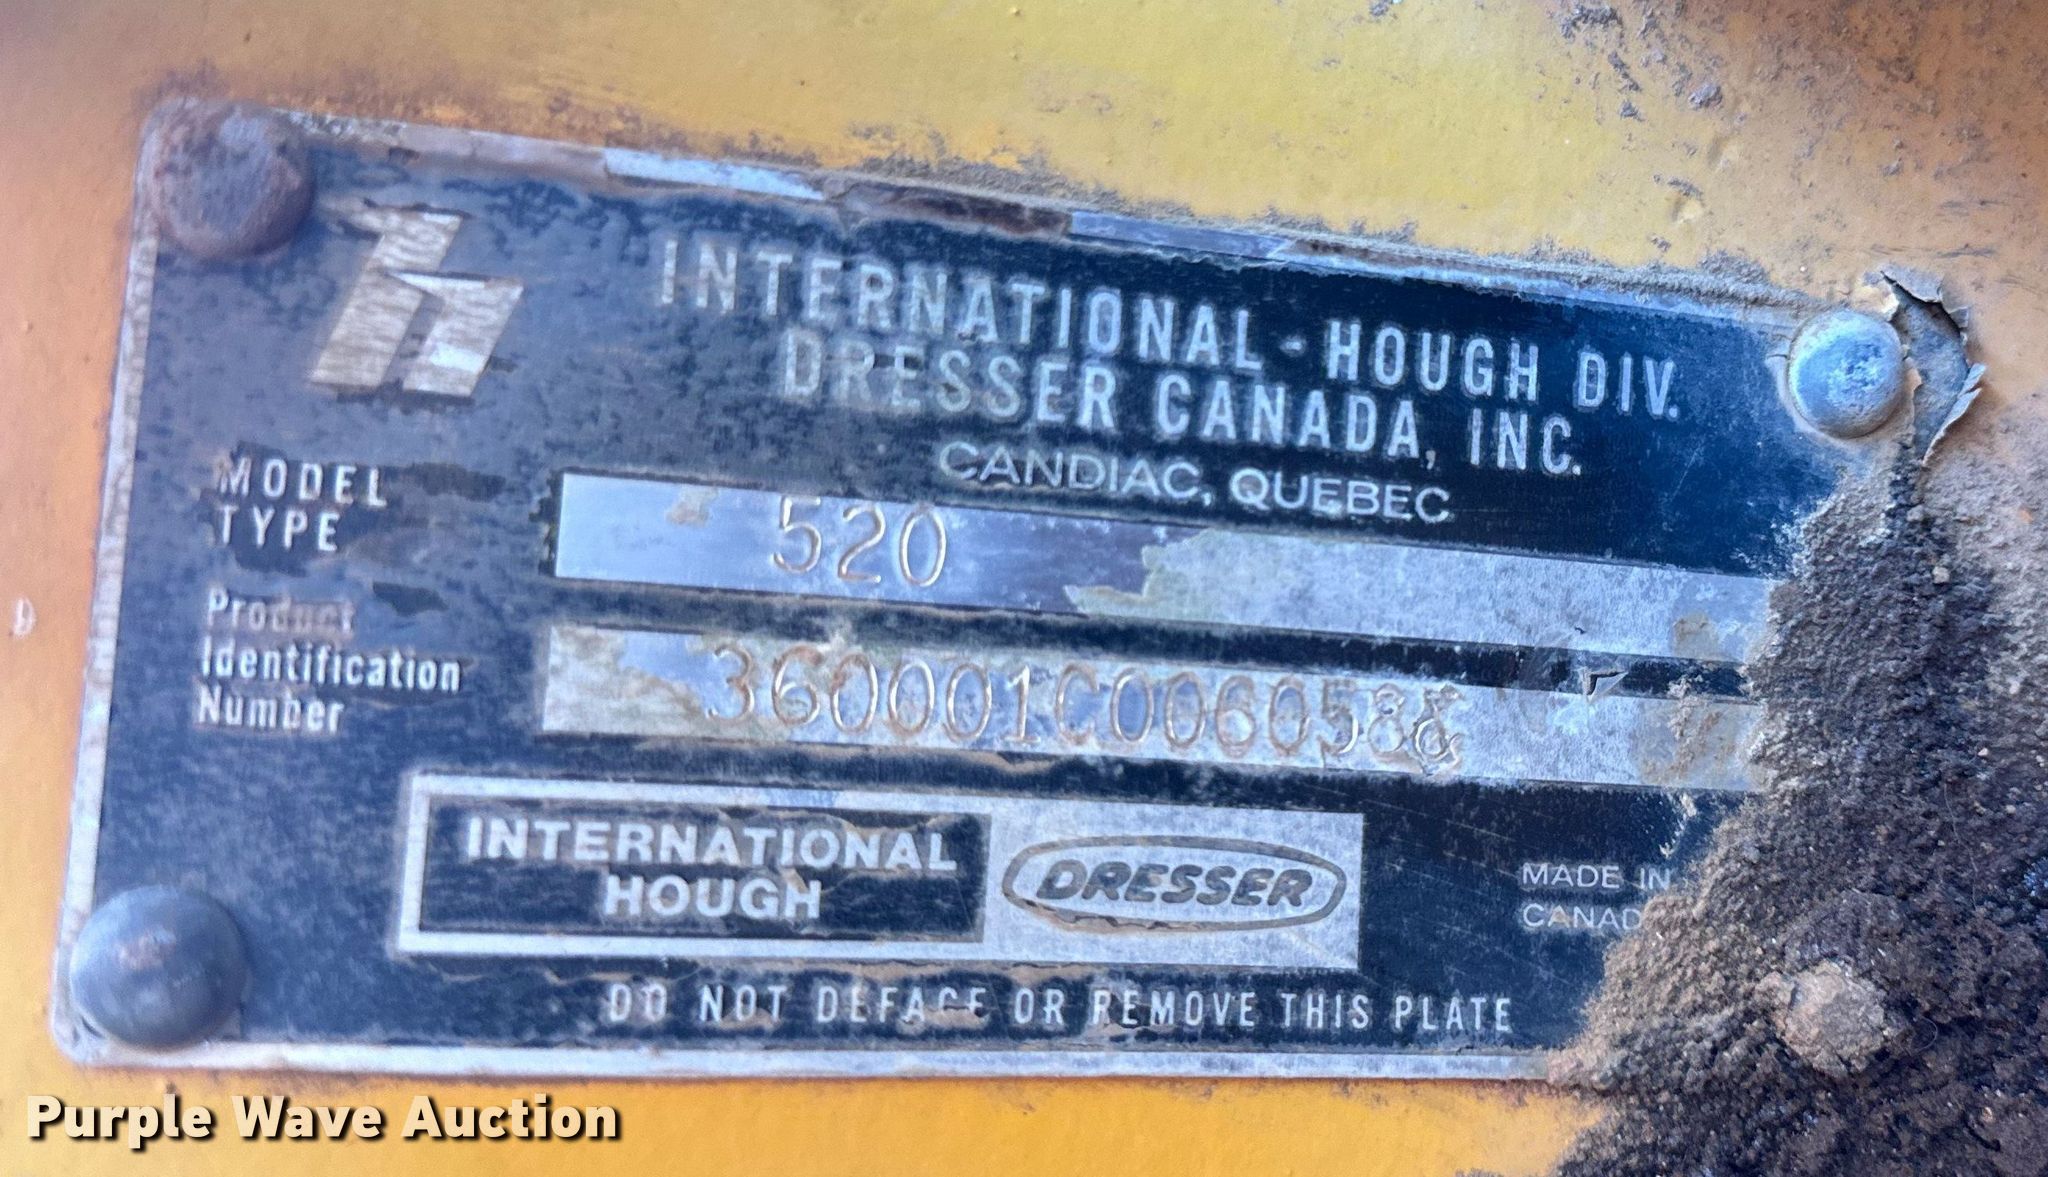 INTERNATIONAL - HOUGH DIV.
DRESSER CANADA, INC.
CANDIAC, QUEBEC
MODEL
TYPE
520
Product
Identification
Number
INTERNATIONAL
HOUGH
DRESSER
MADE IN
DO NOT DEFACE OR REMOVE THIS PLATE
Purple Wave Auction